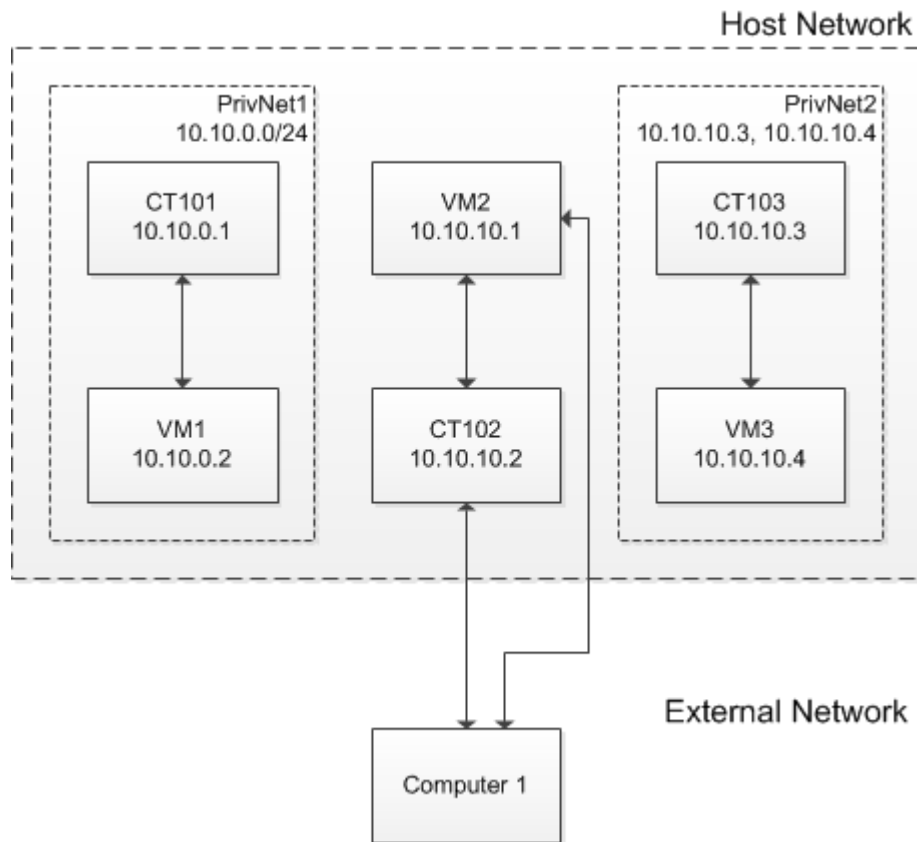 Host Network
PrivNet1
10.10.0.0/24
CT101
10.10.0.1
VM1
10.10.0.2
VM2
10.10.10.1
CT102
10.10.10.2
PrivNet2
10.10.10.3, 10.10.10.4
CT103
10.10.10.3
VM3
10.10.10.4
External Network
Computer 1